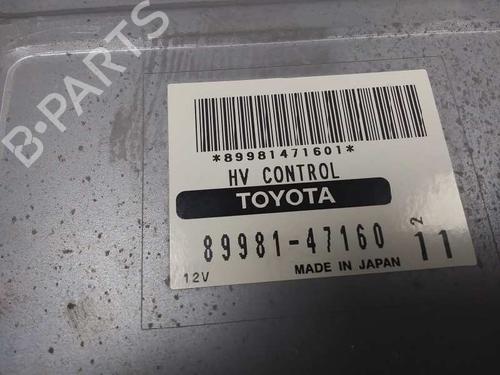 B-PARTS
*89981471601*
HV CONTROL
TOYOTA
89981-47160 2
12V MADE IN JAPAN 11